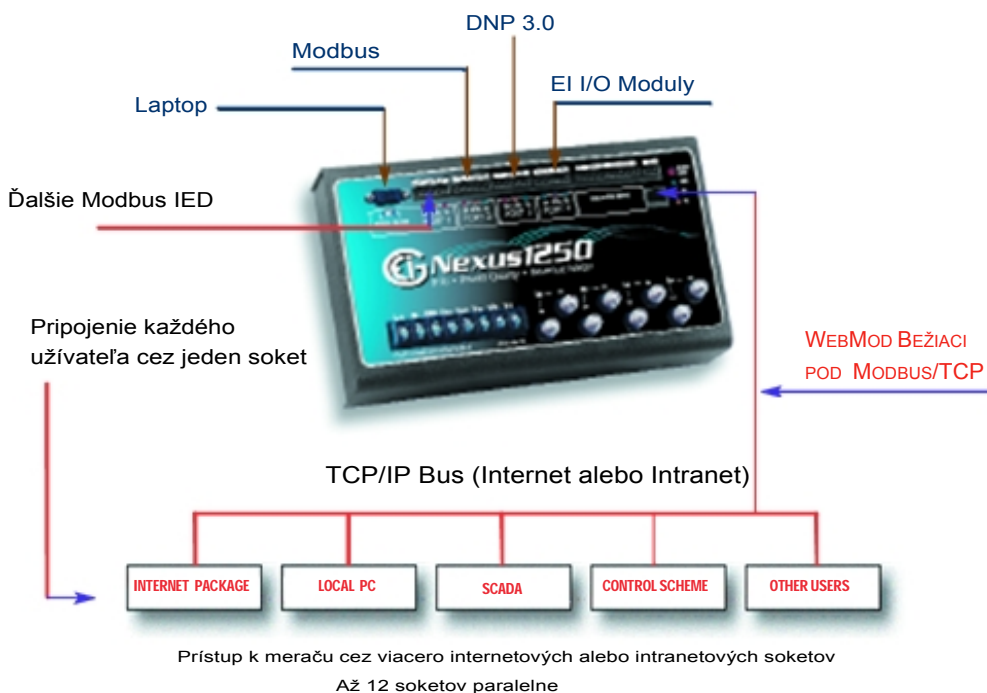 DNP 3.0
Modbus
EI I/O Moduly
Laptop
Ďalšie Modbus IED
Nexus1250
Pripojenie každého
užívateľa cez jeden soket
WEBMOD BEŽIACI
POD MODBUS/TCP
TCP/IP Bus (Internet alebo Intranet)
INTERNET PACKAGE
LOCAL PC
SCADA
CONTROL SCHEME
OTHER USERS
Prístup k meraču cez viacero internetových alebo intranetových soketov
Až 12 soketov paralelne